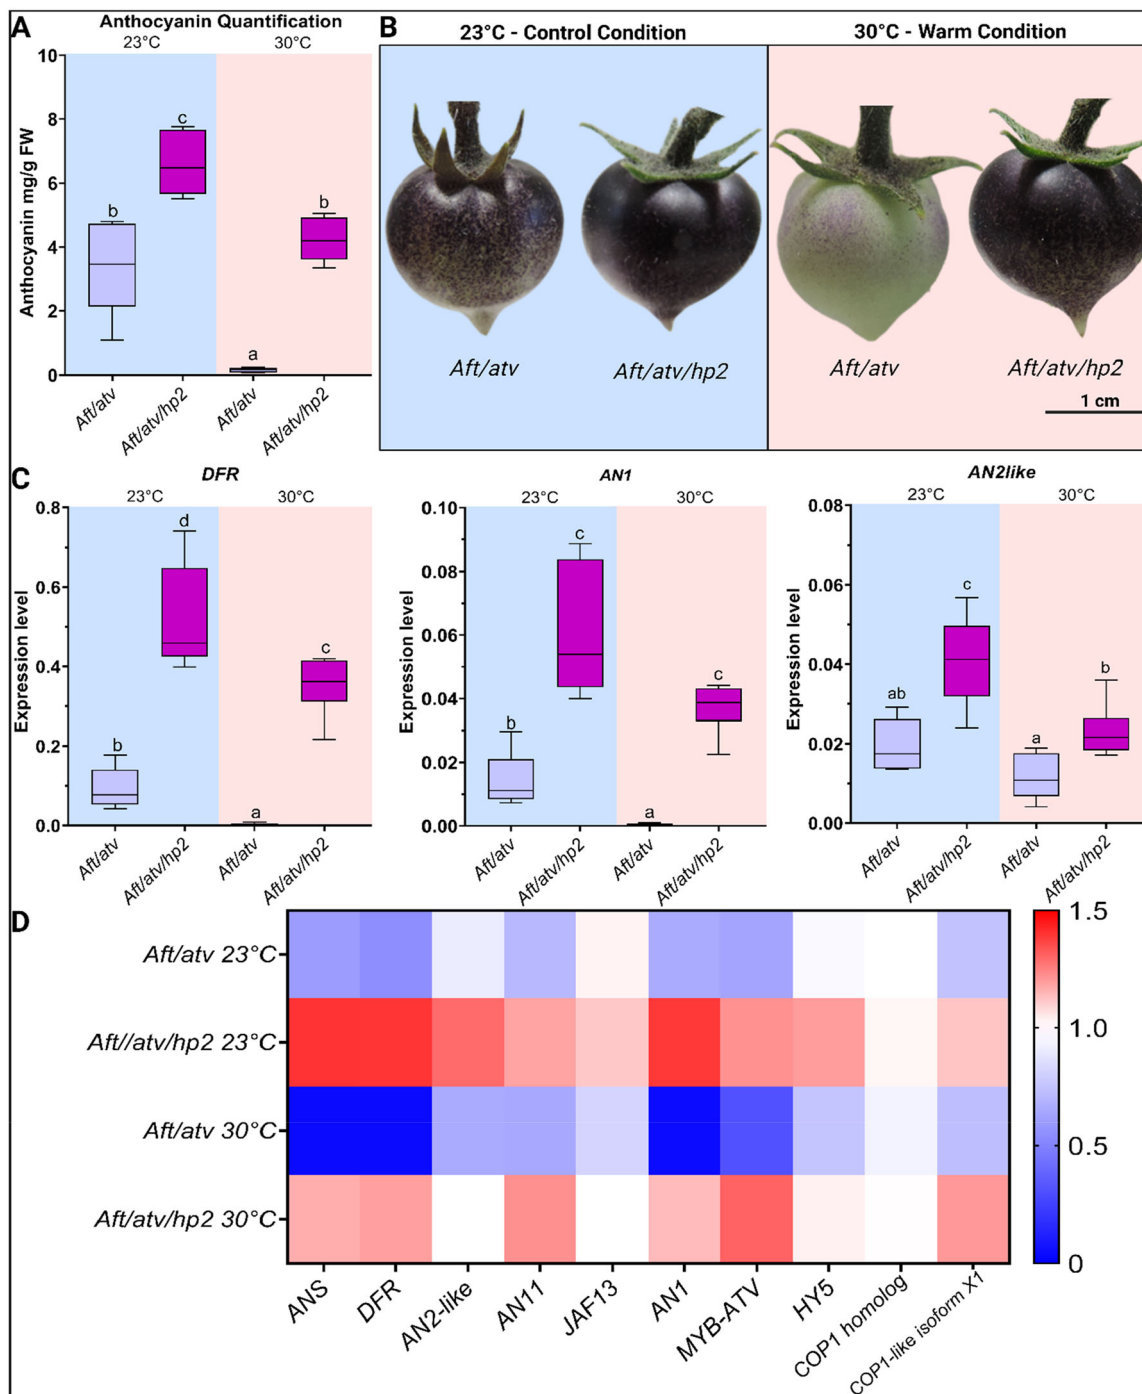 A
Anthocyanin Quantification
23°C
30°C
Anthocyanin mg/g FW
10
8
6
4
2
0
b
c
a
b
Aft/atv
Aft/atv/hp2
Aft/atv
Aft/atv/hp2
B
23°C - Control Condition
30°C - Warm Condition
Aft/atv
Aft/atv/hp2
Aft/atv
Aft/atv/hp2
1 cm
C
DFR
23°C
30°C
Expression level
0.8
0.6
0.4
0.2
0.0
b
d
a
c
Aft/atv
Aft/atv/hp2
Aft/atv
Aft/atv/hp2
AN1
23°C
30°C
Expression level
0.10
0.08
0.06
0.04
0.02
0.00
b
c
a
c
Aft/atv
Aft/atv/hp2
Aft/atv
Aft/atv/hp2
AN2like
23°C
30°C
Expression level
0.08
0.06
0.04
0.02
0.00
ab
c
a
b
Aft/atv
Aft/atv/hp2
Aft/atv
Aft/atv/hp2
D
Aft/atv 23°C
Aft//atv/hp2 23°C
Aft/atv 30°C
Aft/atv/hp2 30°C
ANS
DFR
AN2-like
AN11
JAF13
AN1
MYB-ATV
HY5
COP1 homolog
COP1-like isoform X1
1.5
1.0
0.5
0